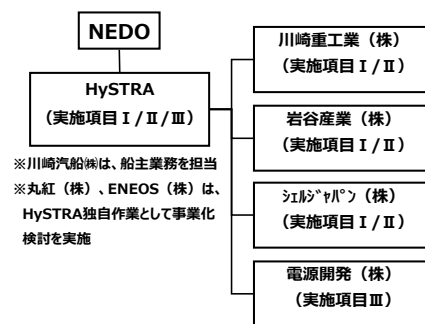 NEDO
HySTRA
(実施項目Ⅰ/Ⅱ/Ⅲ)
※川崎汽船㈱は、船主業務を担当
※丸紅（株）、ENEOS（株）は、
HySTRA独自作業として事業化
検討を実施
川崎重工業（株）
(実施項目Ⅰ/Ⅱ)
岩谷産業（株）
(実施項目Ⅰ/Ⅱ)
ｼｪﾙｼﾞｬﾊﾟﾝ（株）
(実施項目Ⅰ/Ⅱ)
電源開発（株）
(実施項目Ⅲ)